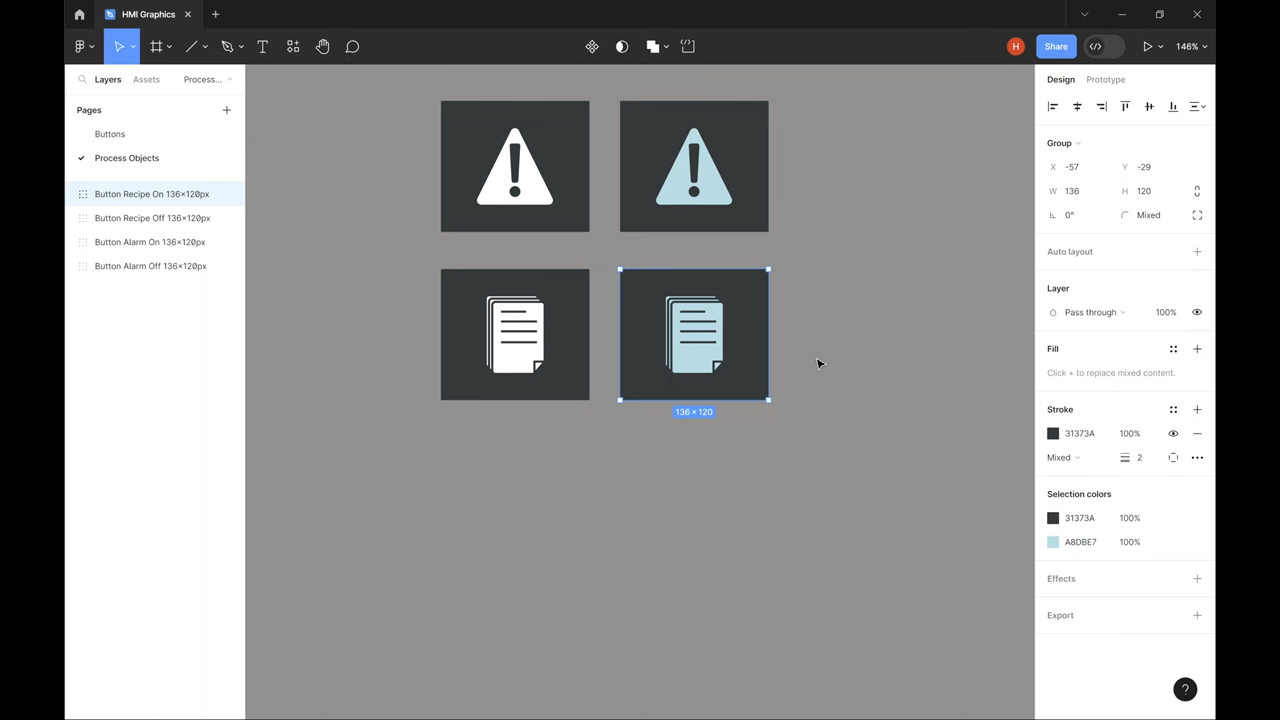 HMI Graphics
H
Share
146%
Layers
Assets
Process...
Pages
Buttons
Process Objects
Button Recipe On 136×120px
Button Recipe Off 136×120px
Button Alarm On 136×120px
Button Alarm Off 136×120px
136 × 120
Design
Prototype
Group
X -57
Y -29
W 136
H 120
0°
Mixed
Auto layout
Layer
Pass through
100%
Fill
Click + to replace mixed content.
Stroke
31373A 100%
Mixed
2
Selection colors
31373A 100%
A8DBE7 100%
Effects
Export
?